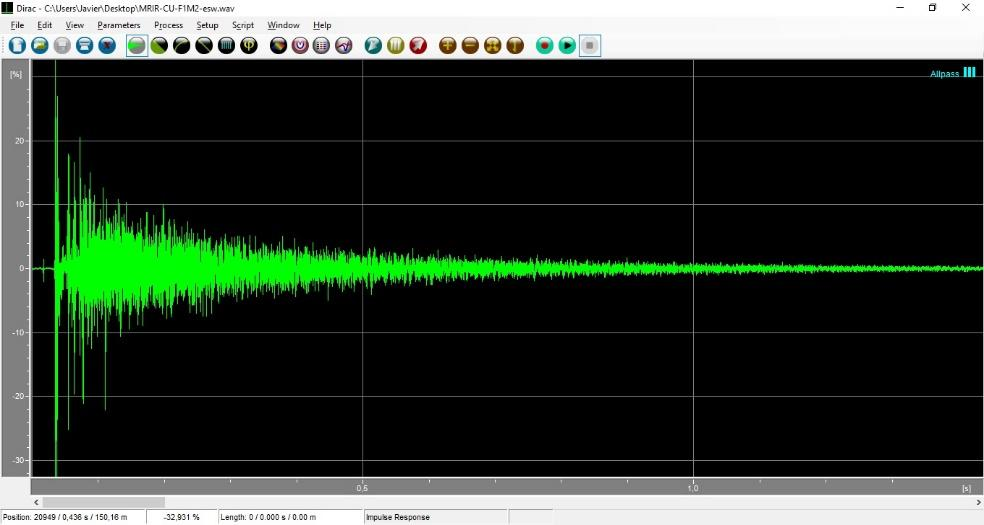 Dirac - C:\Users\Javier\Desktop\MRIR-CU-F1M2-esw.wav
File Edit View Parameters Process Setup Script Window Help
[%]
Allpass
20
10
0
-10
-20
-30
0,5 1,0 [s]
Position: 20949 / 0,436 s / 150,16 m -32,931 % Length: 0 / 0.000 s / 0.00 m Impulse Response